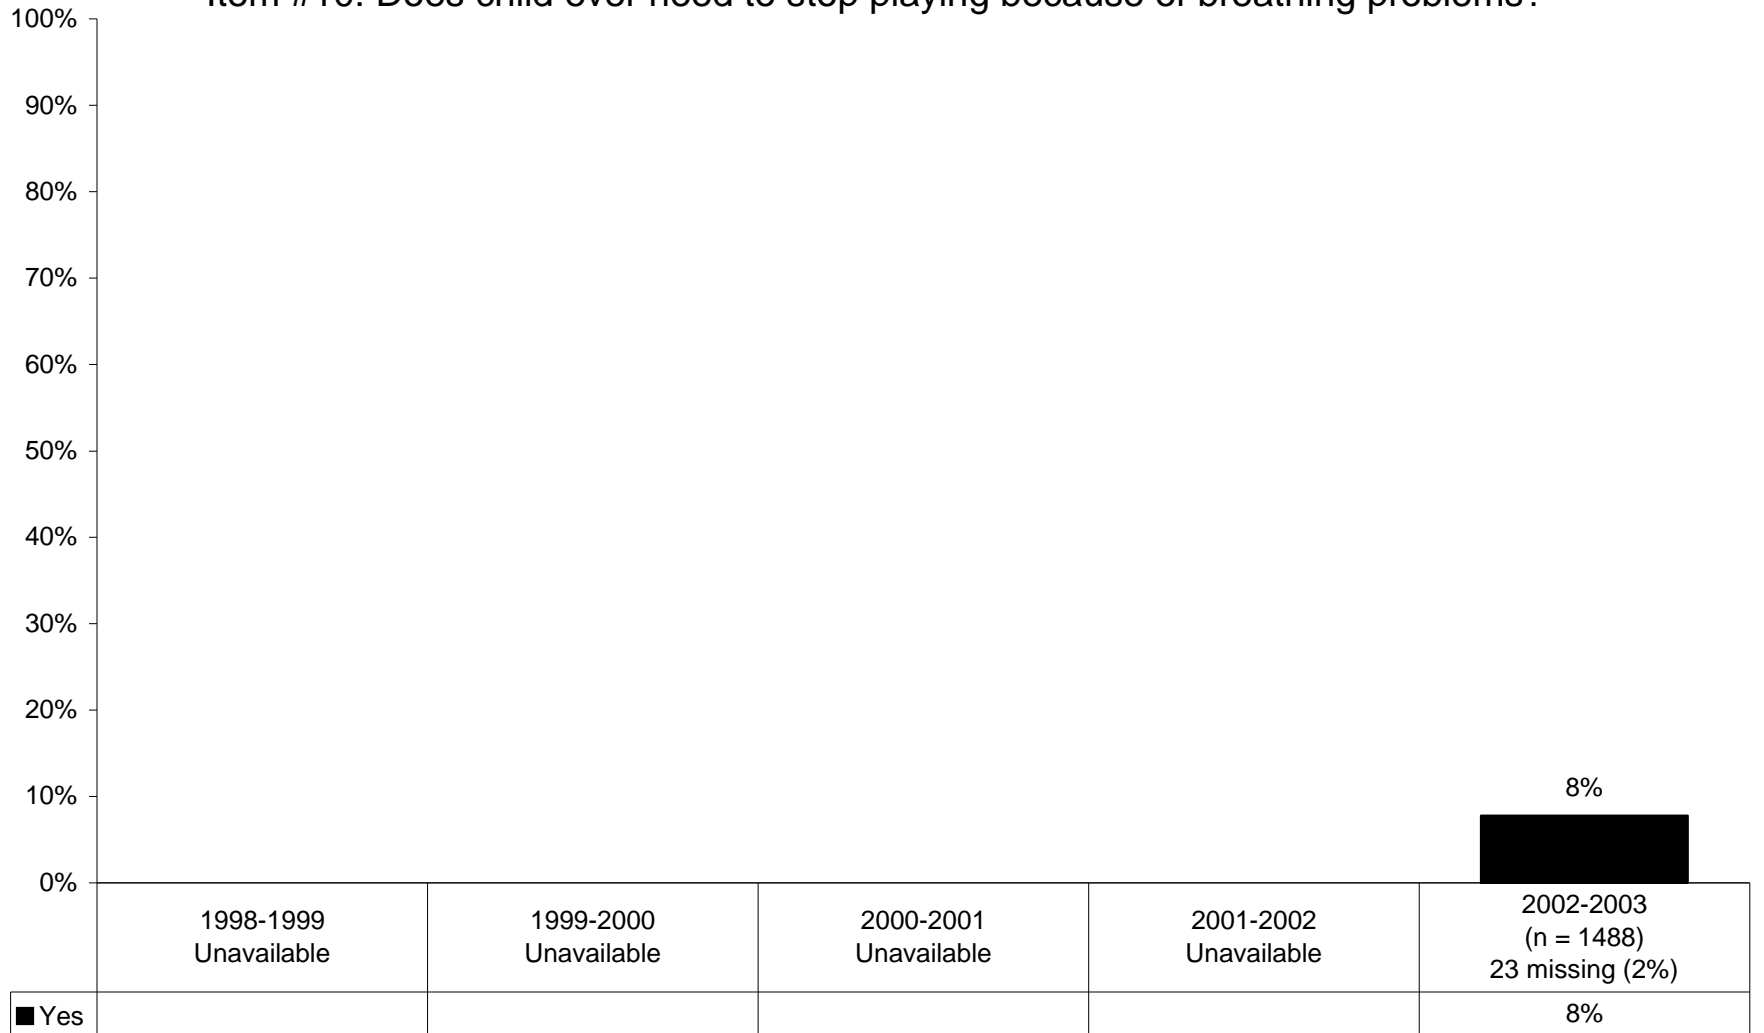 Item Does child ever need to stop playing because of breathing problems?
100%
90%
80%
70%
60%
50%
40%
30%
20%
10%
0%
8%
1998-1999
Unavailable
1999-2000
Unavailable
2000-2001
Unavailable
2001-2002
Unavailable
2002-2003
(n = 1488)
23 missing (2%)
Yes
8%